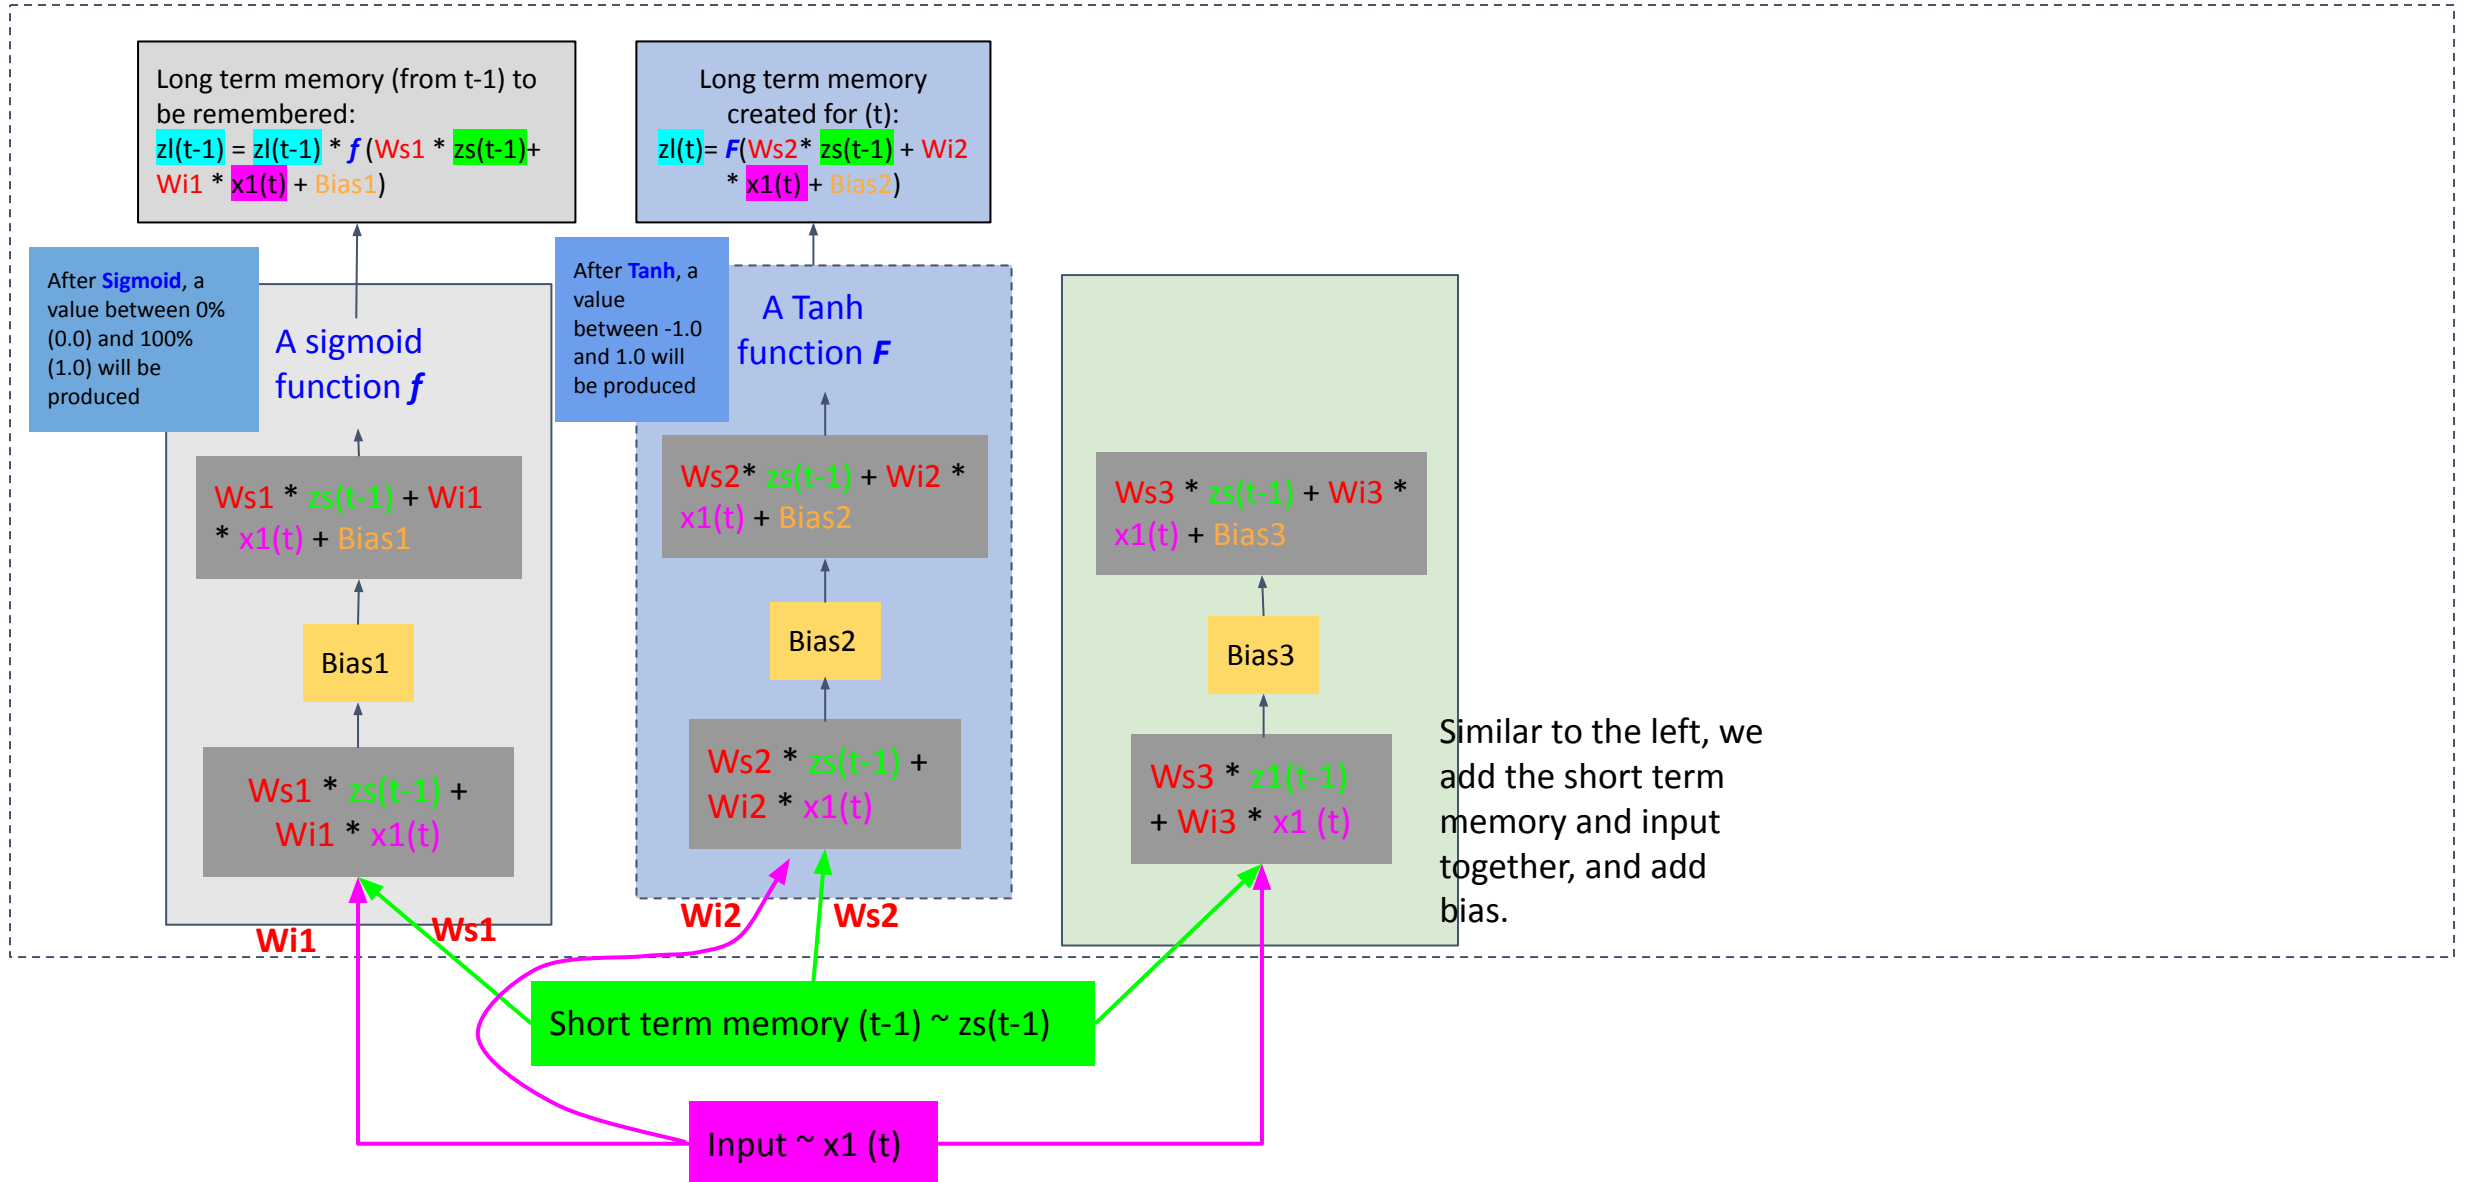 Long term memory (from t-1) to
be remembered:
zl(t-1) = zl(t-1) * f (Ws1 * zs(t-1)+
Wi1 * x1(t) + Bias1)
Long term memory
created for (t):
zl(t)= F(Ws2* zs(t-1) + Wi2
* x1(t) + Bias2)
After Sigmoid, a
value between 0%
(0.0) and 100%
(1.0) will be
produced
A sigmoid
function f
After Tanh, a
value
between -1.0
and 1.0 will
be produced
A Tanh
function F
Ws1 * zs(t-1) + Wi1
* x1(t) + Bias1
Ws2* zs(t-1) + Wi2 *
x1(t) + Bias2
Ws3 * zs(t-1) + Wi3 *
x1(t) + Bias3
Bias1
Bias2
Bias3
Ws1 * zs(t-1) +
Wi1 * x1(t)
Ws2 * zs(t-1) +
Wi2 * x1(t)
Ws3 * z1(t-1)
+ Wi3 * x1 (t)
Similar to the left, we
add the short term
memory and input
together, and add
bias.
Wi1
Ws1
Wi2
Ws2
Short term memory (t-1) ~ zs(t-1)
Input ~ x1 (t)